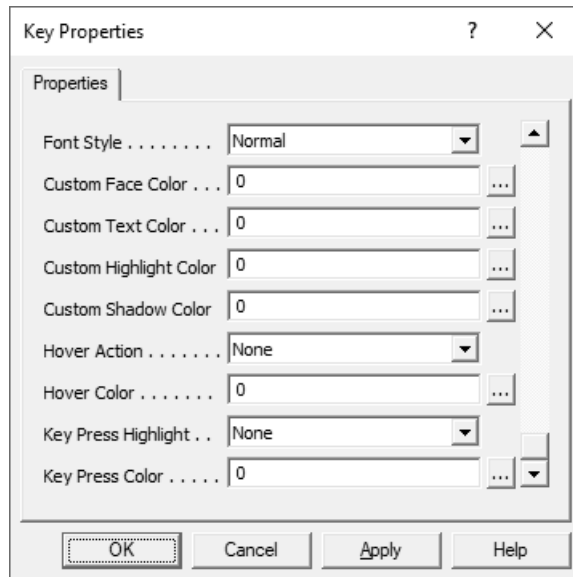 Key Properties ?
Properties
Font Style . . . . . . . . Normal
Custom Face Color . . . 0 ...
Custom Text Color . . . 0 ...
Custom Highlight Color 0 ...
Custom Shadow Color 0 ...
Hover Action . . . . . . . None
Hover Color . . . . . . . 0 ...
Key Press Highlight . . None
Key Press Color . . . . . 0 ...
OK Cancel Apply Help